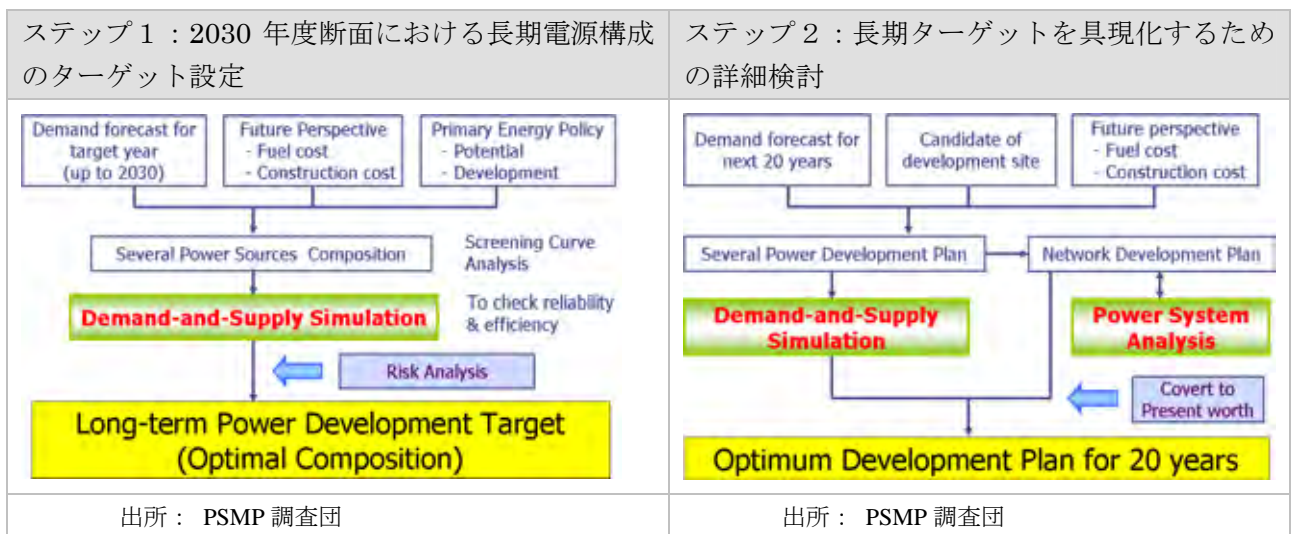 ステップ１：2030 年度断面における長期電源構成
のターゲット設定
ステップ２：長期ターゲットを具現化するため
の詳細検討
Demand forecast for
target year
(up to 2030)
Future Perspective
- Fuel cost
- Construction cost
Primary Energy Policy
- Potential
- Development
Several Power Sources Composition
Screening Curve
Analysis
Demand-and-Supply Simulation
To check reliability
& efficiency
Risk Analysis
Long-term Power Development Target
(Optimal Composition)
Demand forecast for
next 20 years
Candidate of
development site
Future perspective
- Fuel cost
- Construction cost
Several Power Development Plan
Network Development Plan
Demand-and-Supply
Simulation
Power System
Analysis
Covert to
Present worth
Optimum Development Plan for 20 years
出所： PSMP 調査団
出所： PSMP 調査団